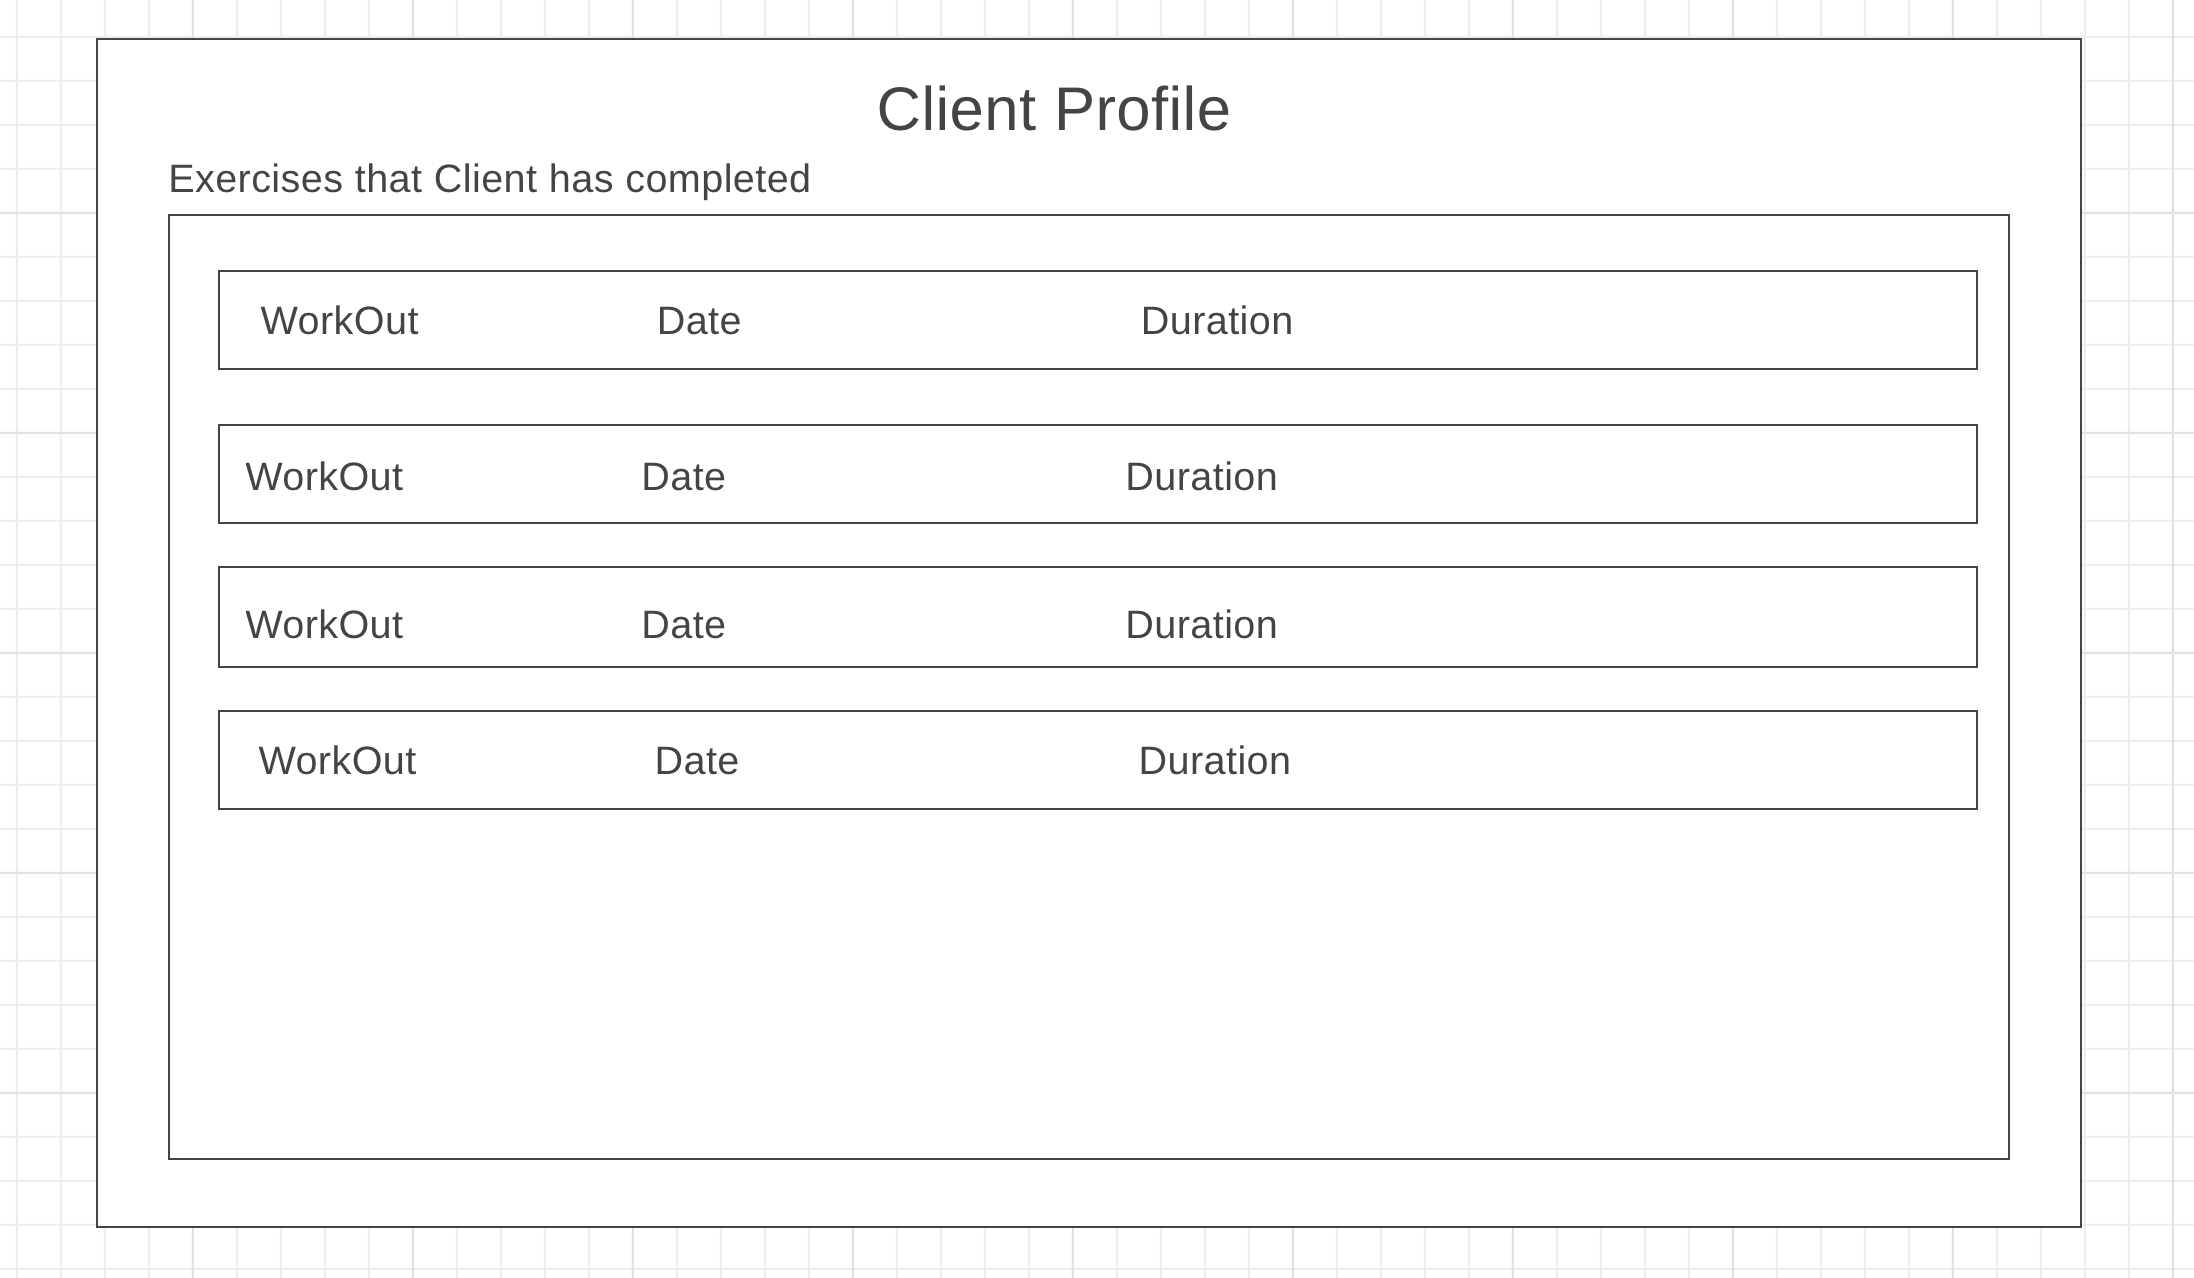 Client Profile
Exercises that Client has completed
WorkOut Date Duration
WorkOut Date Duration
WorkOut Date Duration
WorkOut Date Duration